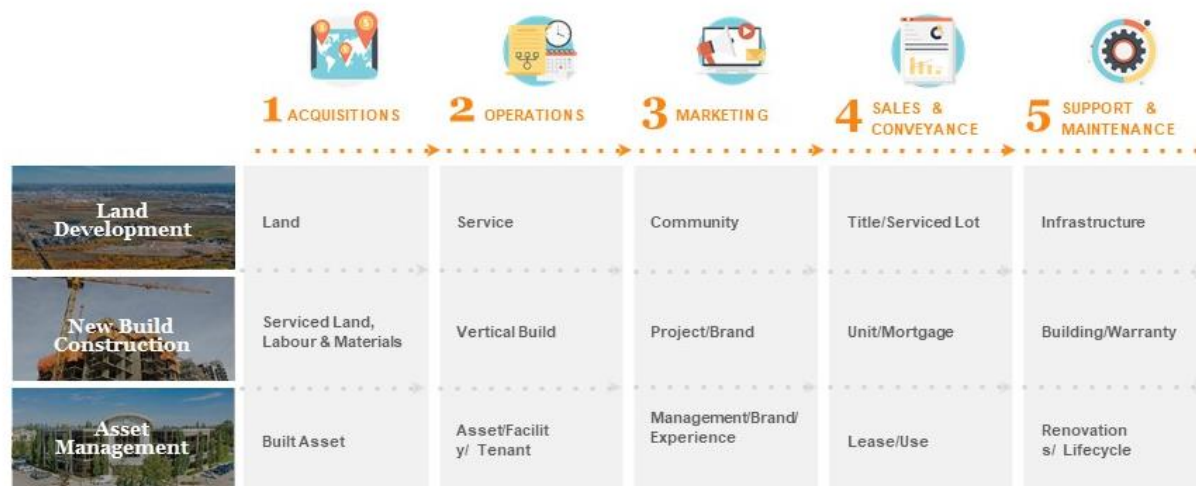 1 ACQUISITIONS
2 OPERATIONS
3 MARKETING
4 SALES &
CONVEYANCE
5 SUPPORT &
MAINTENANCE
Land
Development
Land
Service
Community
Title/Serviced Lot
Infrastructure
New Build
Construction
Serviced Land,
Labour & Materials
Vertical Build
Project/Brand
Unit/Mortgage
Building/Warranty
Asset
Management
Built Asset
Asset/Facilit
y/ Tenant
Management/Brand/
Experience
Lease/Use
Renovation
s/ Lifecycle